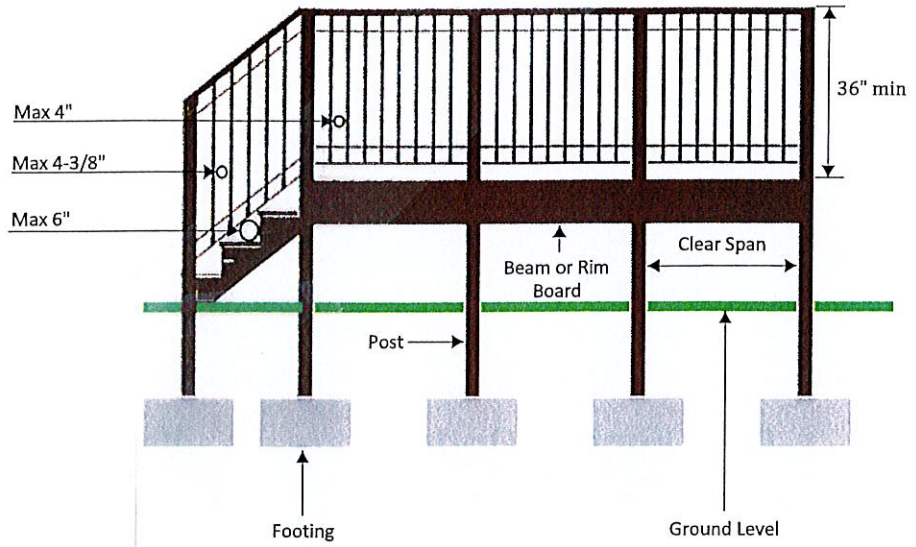 36" min
Max 4"
Max 4-3/8"
Max 6"
Clear Span
Beam or Rim
Board
Post
Footing
Ground Level